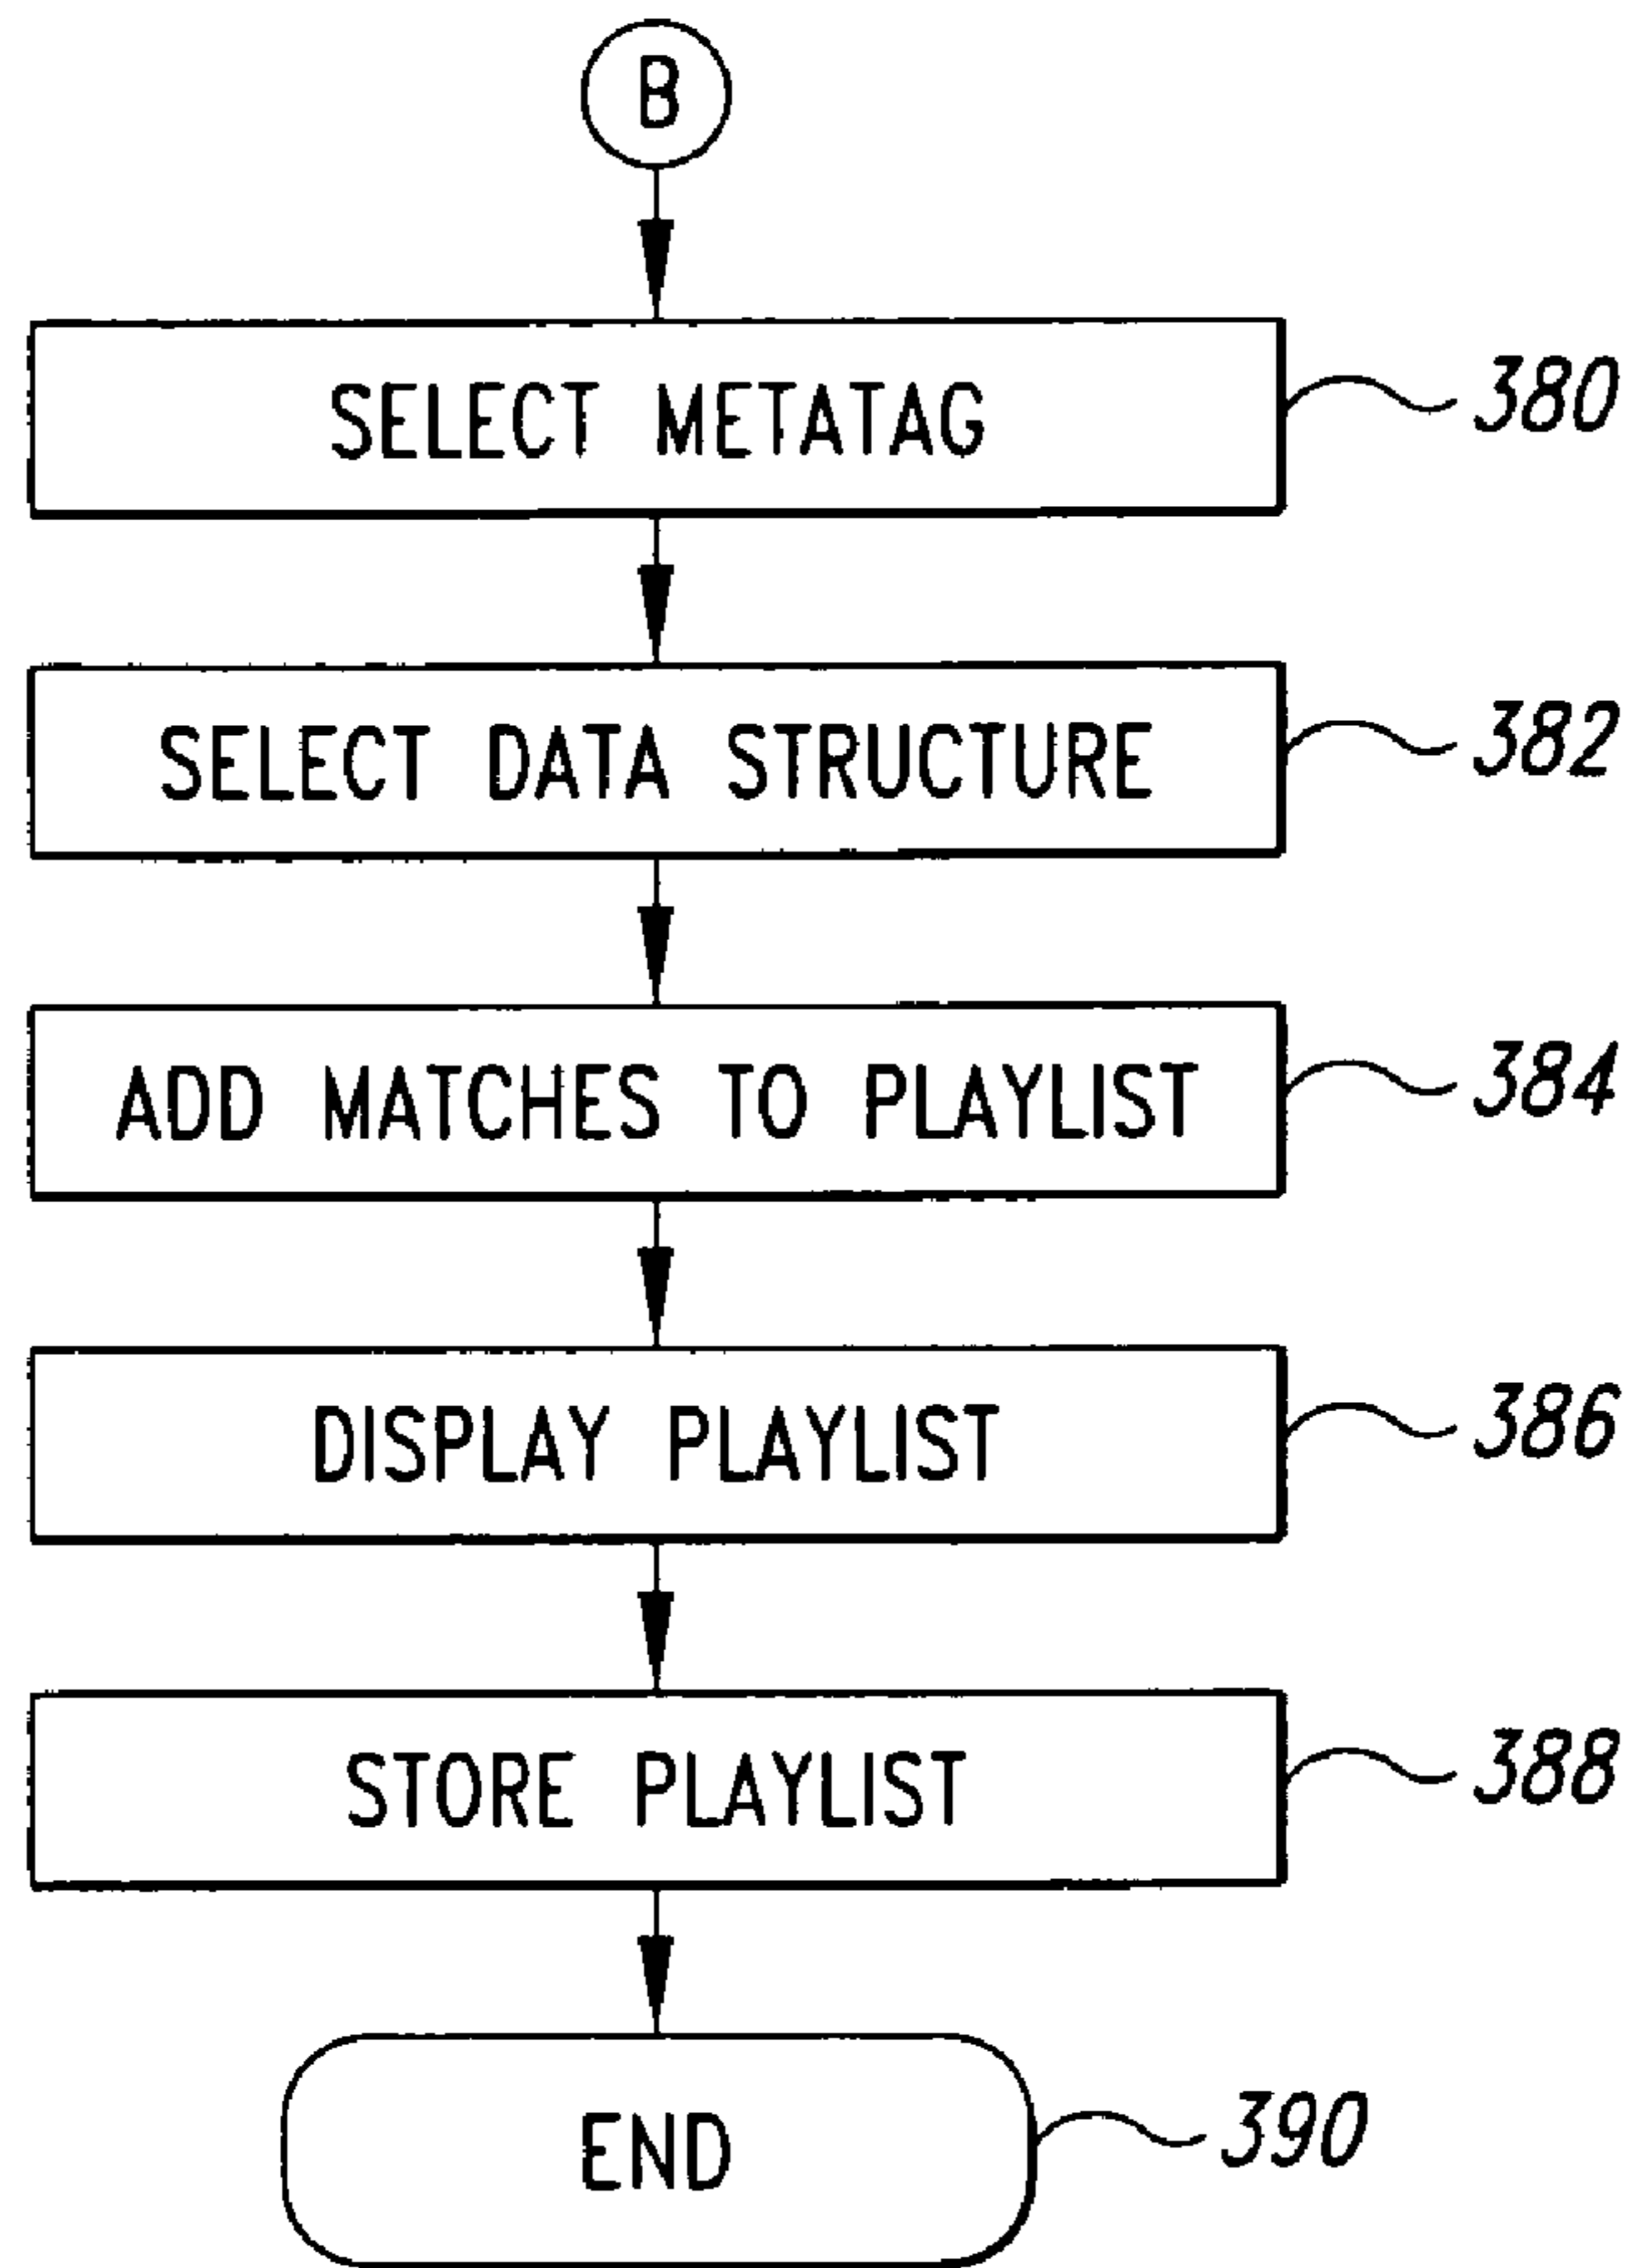 B
SELECT METATAG
380
SELECT DATA STRUCTURE
382
ADD MATCHES TO PLAYLIST
384
DISPLAY PLAYLIST
386
STORE PLAYLIST
388
END
390